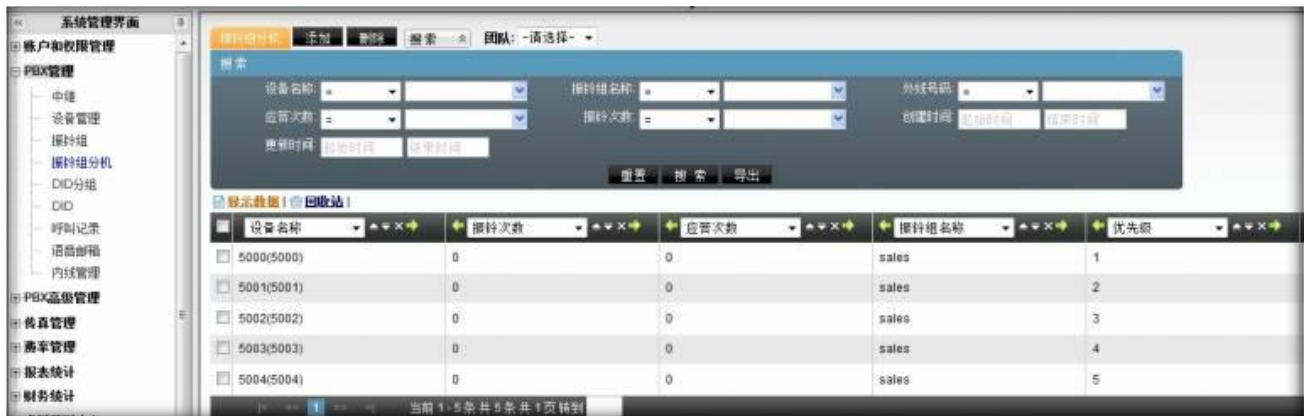 系统管理界面
账户和权限管理
PBX管理
中继
设备管理
振铃组
振铃组分机
DID分组
DID
呼叫记录
语音邮箱
内线管理
PBX高级管理
传真管理
费率管理
报表统计
财务统计
振铃组分机 添加 删除 搜索 团队: -请选择-
搜索
设备名称 = 振铃组名称 = 外线号码 =
应答次数 = 振铃次数 = 创建时间 起始时间 结束时间
更新时间 起始时间 结束时间
重置 搜索 导出
显示数据 | 回收站 |
设备名称 振铃次数 应答次数 振铃组名称 优先级
5000(5000) 0 0 sales 1
5001(5001) 0 0 sales 2
5002(5002) 0 0 sales 3
5003(5003) 0 0 sales 4
5004(5004) 0 0 sales 5
1 当前 1 - 5 条 共 5 条 共 1 页 转到